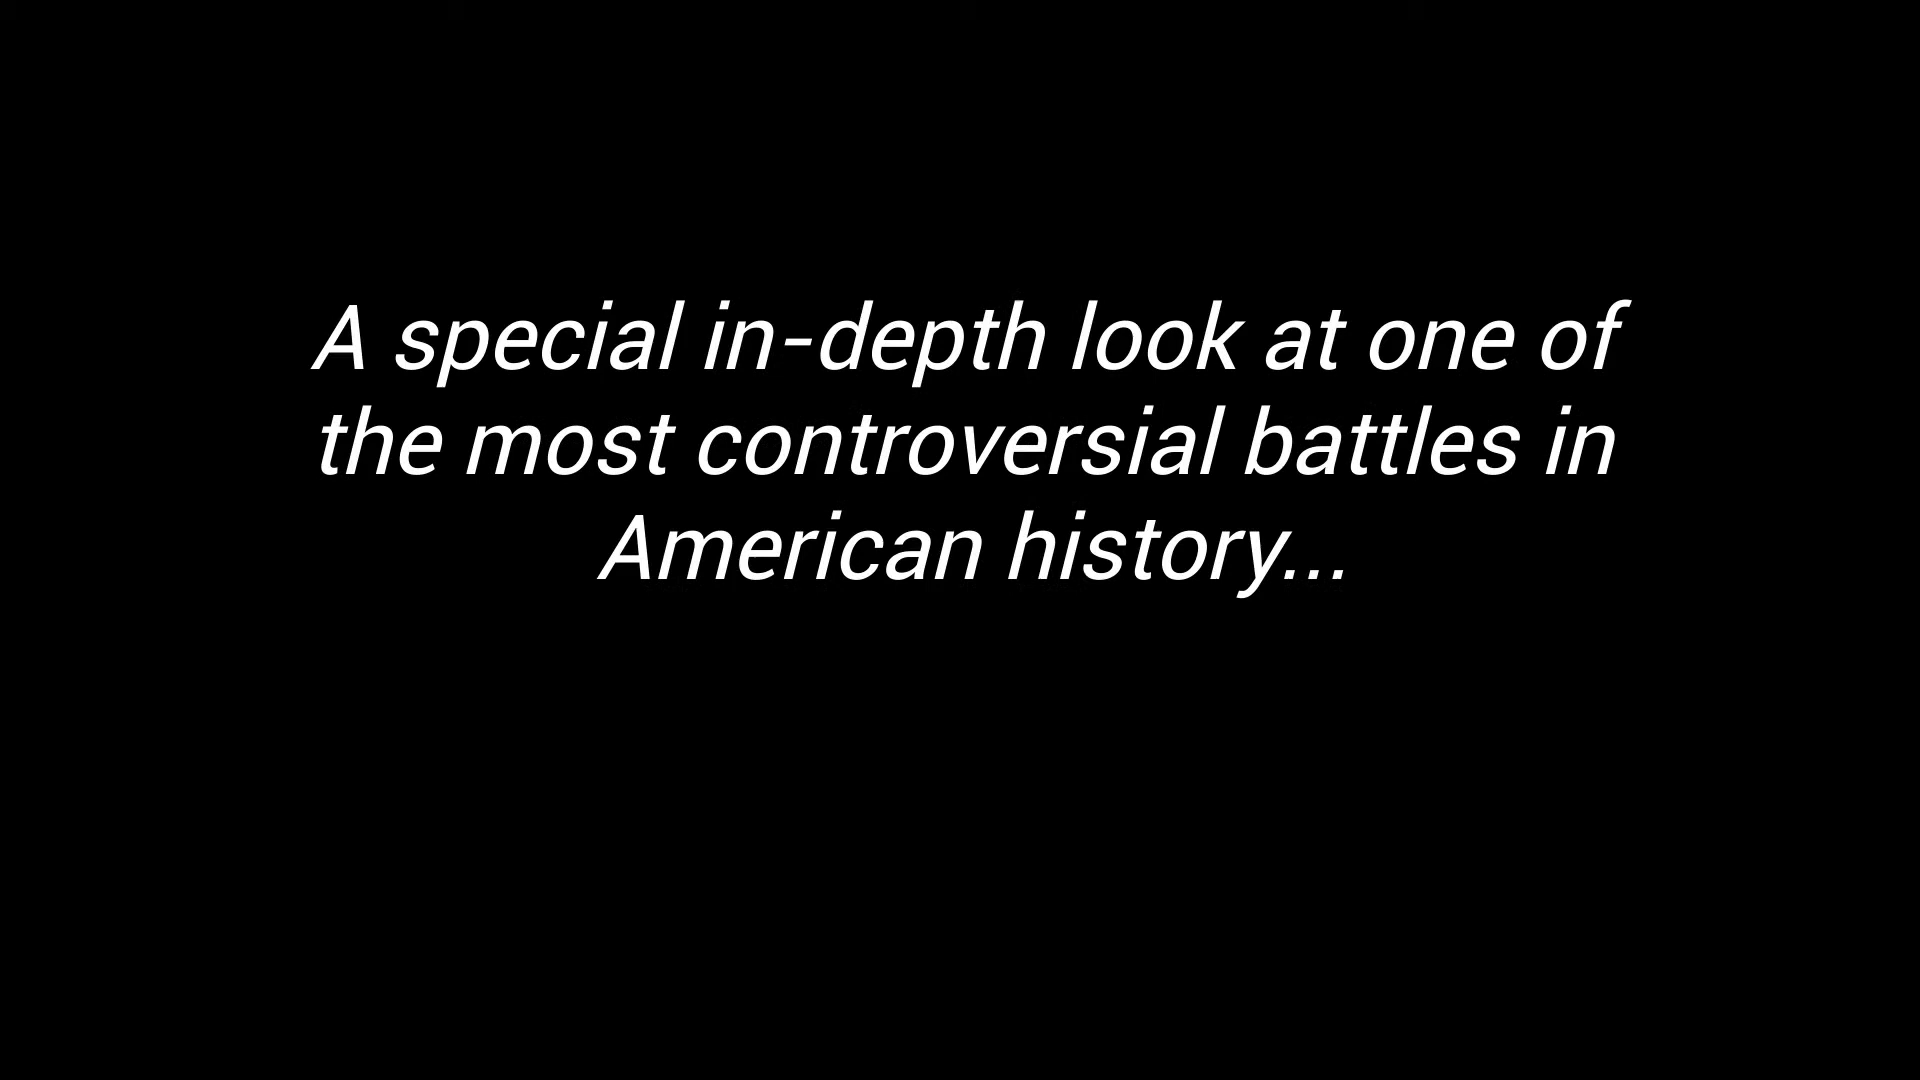 A special in-depth look at one of
the most controversial battles in
American history...